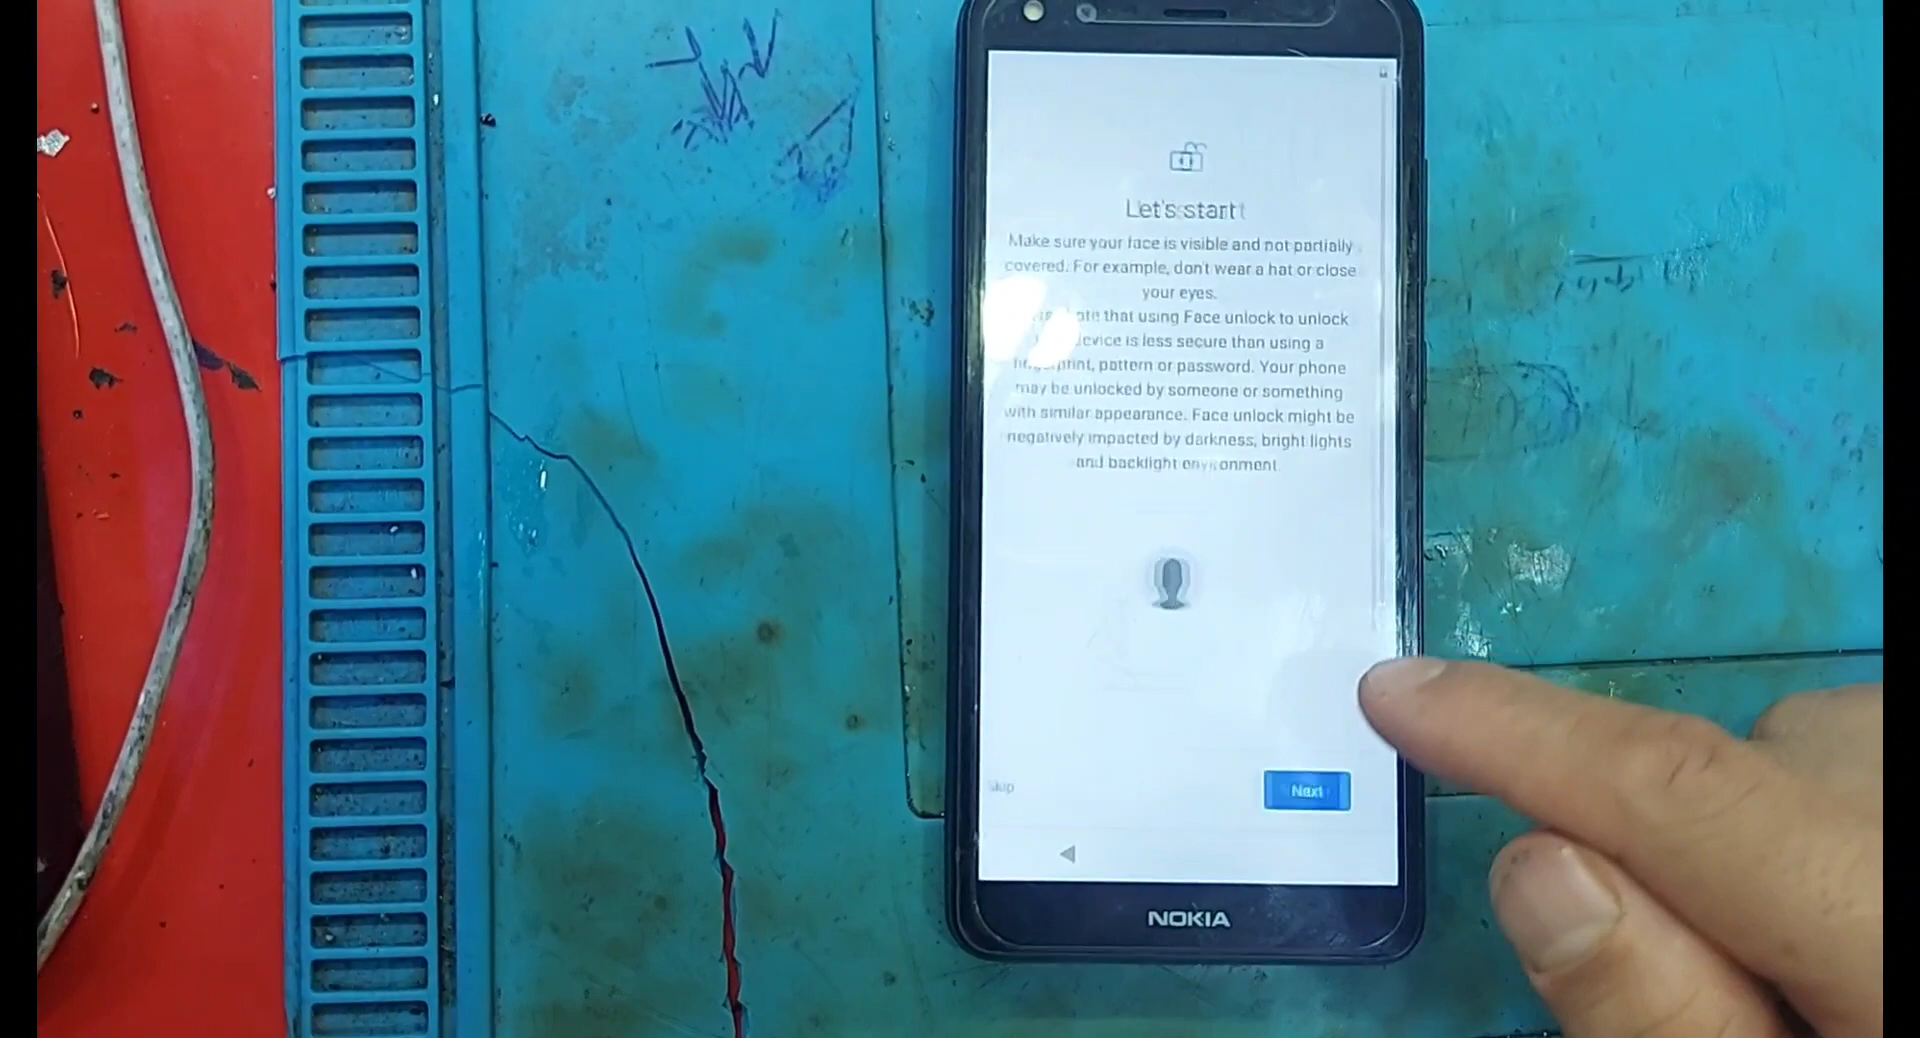 Let's start
Make sure your face is visible and not partially
covered. For example, don't wear a hat or close
your eyes.
that using Face unlock to unlock
device is less secure than using a
pattern or password. Your phone
may be unlocked by someone or something
with similar appearance. Face unlock might be
negatively impacted by darkness, bright lights
and backlight environment
Skip
Next
NOKIA